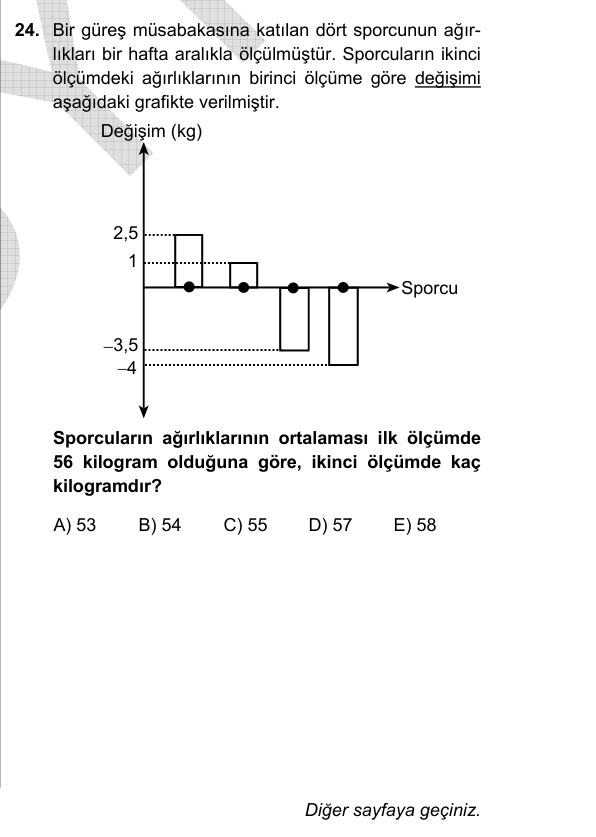 24. Bir güreş müsabakasına katılan dört sporcunun ağır-
lıkları bir hafta aralıkla ölçülmüştür. Sporcuların ikinci
ölçümdeki ağırlıklarının birinci ölçüme göre değişimi
aşağıdaki grafikte verilmiştir.
Değişim (kg)
2,5
1
Sporcu
–3,5
–4
Sporcuların ağırlıklarının ortalaması ilk ölçümde
56 kilogram olduğuna göre, ikinci ölçümde kaç
kilogramdır?
A) 53 B) 54 C) 55 D) 57 E) 58
Diğer sayfaya geçiniz.